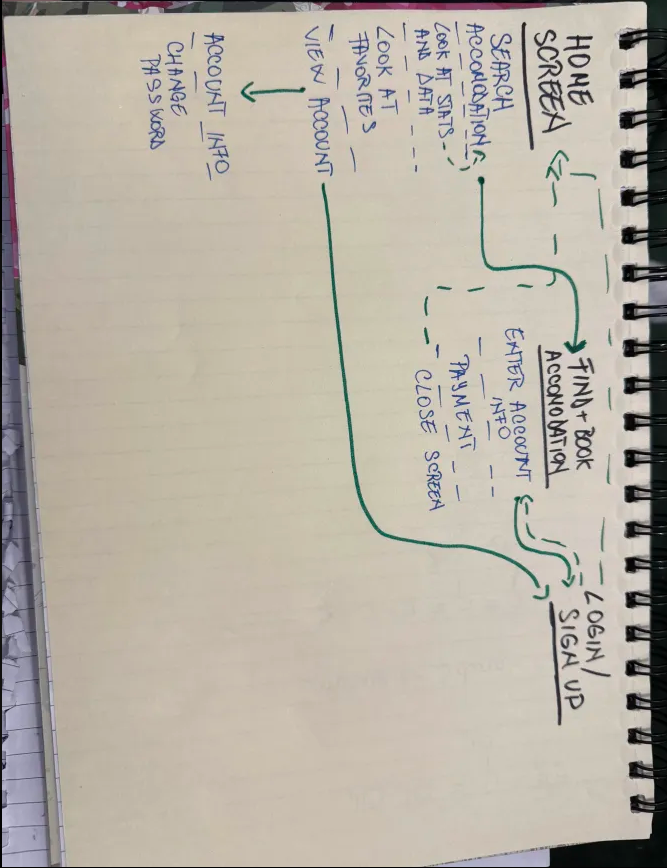 HOME
SCREEN
SEARCH
ACCOMODATION
LOOK AT STATS
AND DATA
LOOK AT
FAVORITES
VIEW ACCOUNT
ACCOUNT INFO
CHANGE
PASSWORD
FIND + BOOK
ACCONODATION
ENTER ACCOUNT
INFO
PAYMENT
CLOSE SCREEN
LOGIN /
SIGN UP